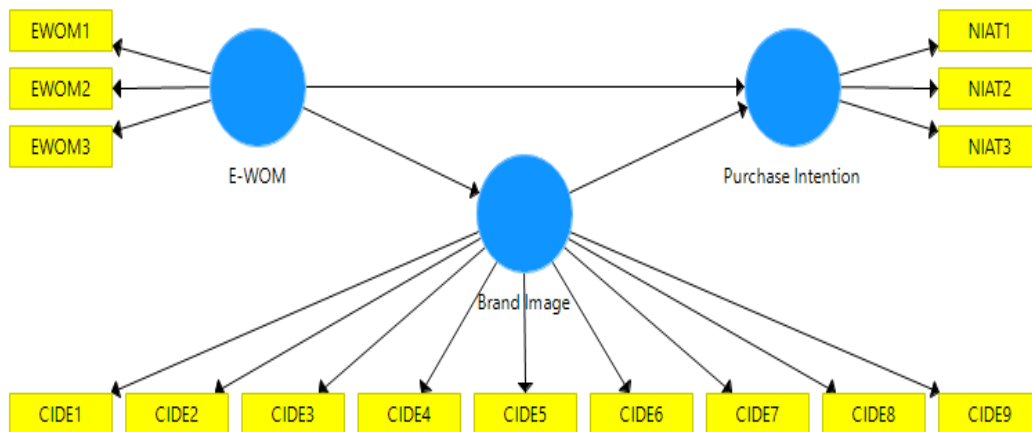 EWOM1
NIAT1
EWOM2
NIAT2
EWOM3
NIAT3
E-WOM
Purchase Intention
Brand Image
CIDE1
CIDE2
CIDE3
CIDE4
CIDE5
CIDE6
CIDE7
CIDE8
CIDE9